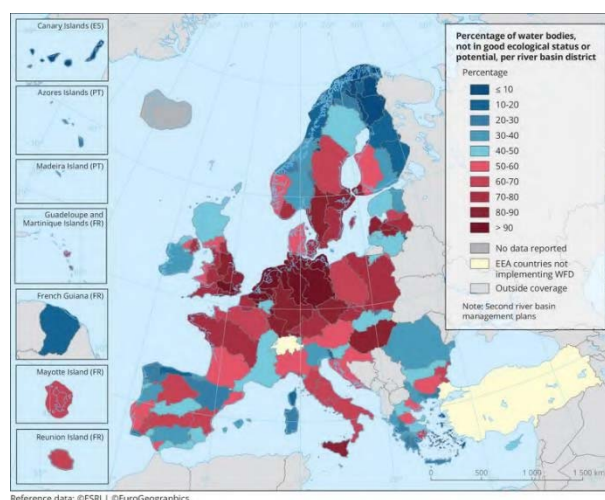 Canary Islands (ES)
Azores Islands (PT)
Madeira Island (PT)
Guadeloupe and
Martinique Islands (FR)
French Guiana (FR)
Mayotte Island (FR)
Reunion Island (FR)
Percentage of water bodies,
not in good ecological status or
potential, per river basin district
Percentage
≤ 10
10-20
20-30
30-40
40-50
50-60
60-70
70-80
80-90
> 90
No data reported
EEA countries not
implementing WFD
Outside coverage
Note: Second river basin
management plans
0 500 1 000 1 500 km
Reference data: ©ESRI | ©EuroGeographics